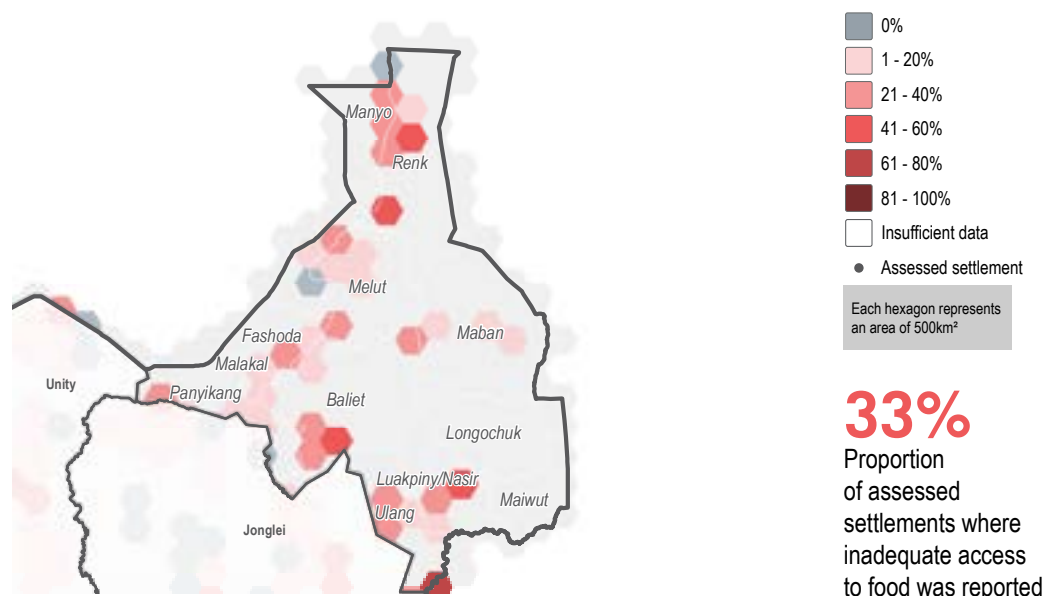 Manyo
Renk
Melut
Fashoda
Maban
Malakal
Unity
Panyikang
Baliet
Longochuk
Luakpiny/Nasir
Maiwut
Ulang
Jonglei
0%
1 - 20%
21 - 40%
41 - 60%
61 - 80%
81 - 100%
Insufficient data
Assessed settlement
Each hexagon represents
an area of 500km²
33%
Proportion
of assessed
settlements where
inadequate access
to food was reported